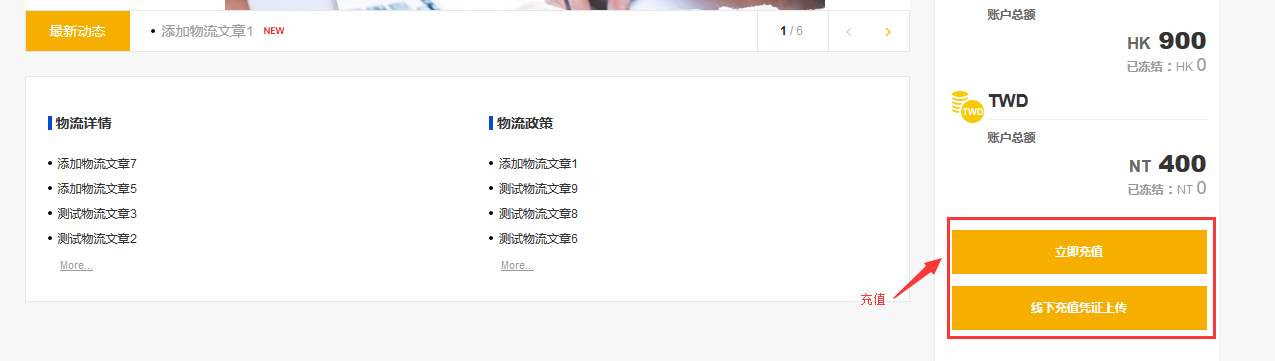 最新动态
• 添加物流文章1 NEW
1 / 6
物流详情
• 添加物流文章7
• 添加物流文章5
• 测试物流文章3
• 测试物流文章2
More...
物流政策
• 添加物流文章1
• 测试物流文章9
• 测试物流文章8
• 测试物流文章6
More...
账户总额
HK 900
已冻结：HK 0
TWD
TWD
账户总额
NT 400
已冻结：NT 0
充值
立即充值
线下充值凭证上传